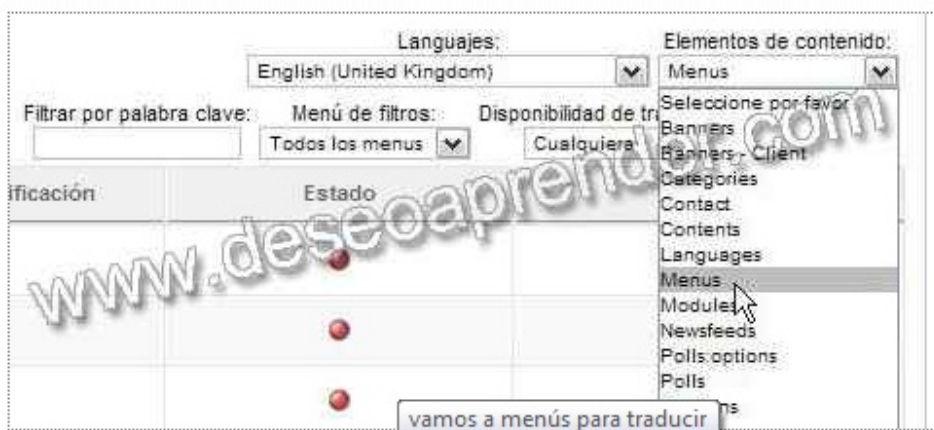 Languajes: Elementos de contenido:
English (United Kingdom) Menus
Filtrar por palabra clave: Menú de filtros: Disponibilidad de
Todos los menus Cualquiera
Seleccione por favor
Banners
Banners - Client
Categories
Contact
Contents
Languages
Menus
Modules
Newsfeeds
Polls options
Polls
ificación Estado
www.deseoaprender.com
vamos a menús para traducir